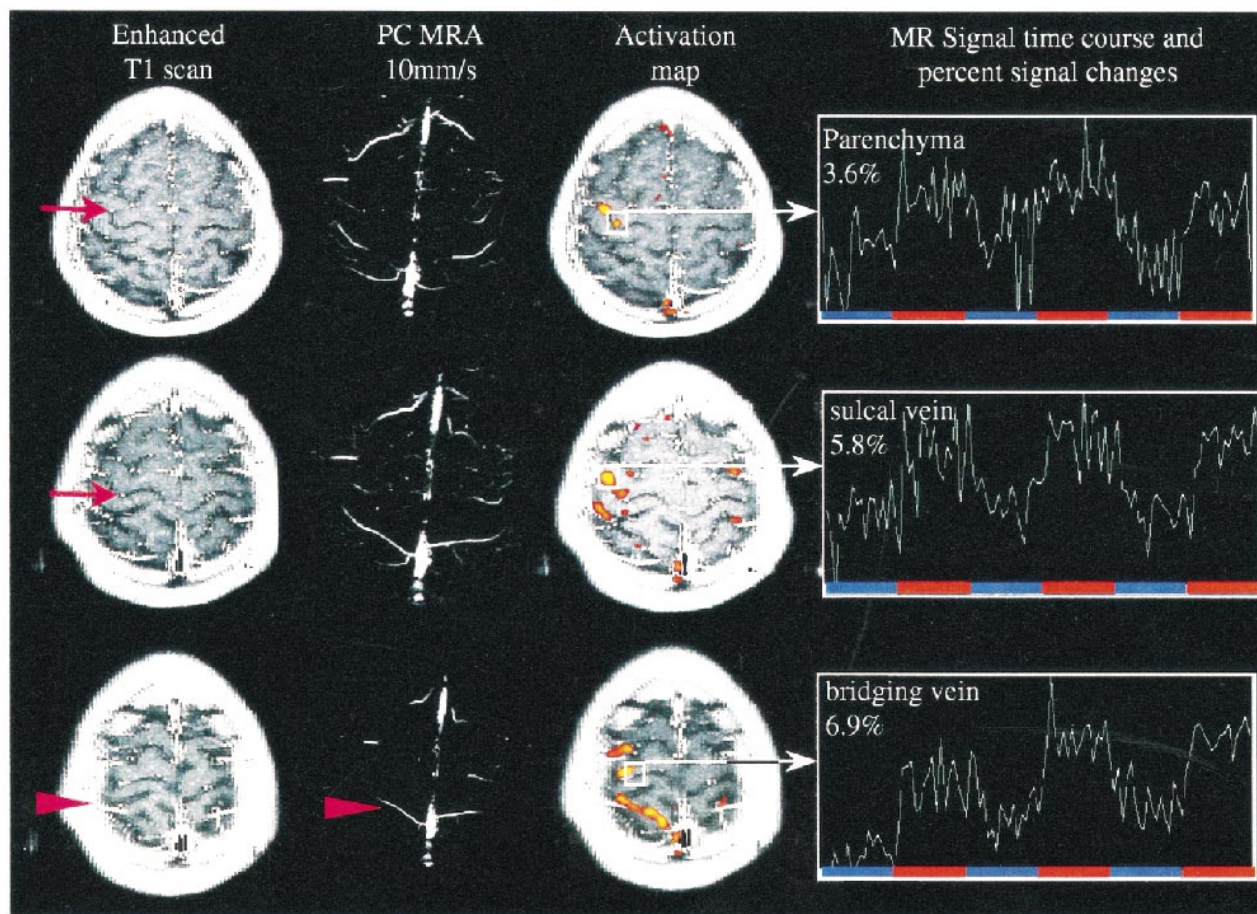 Enhanced
T1 scan
PC MRA
10mm/s
Activation
map
MR Signal time course and
percent signal changes
Parenchyma
3.6%
sulcal vein
5.8%
bridging vein
6.9%